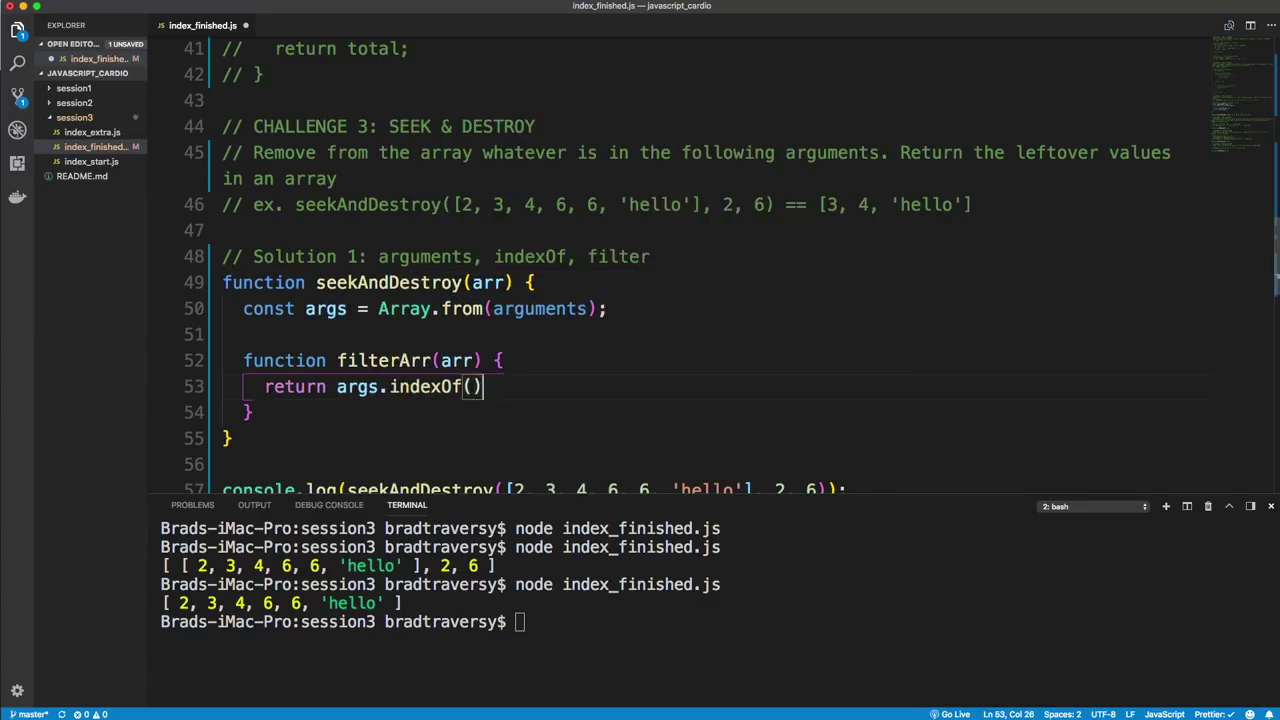 index_finished.js — javascript_cardio
EXPLORER
OPEN EDITO... 1 UNSAVED
index_finishe... M
JAVASCRIPT_CARDIO
session1
session2
session3
index_extra.js
index_finished... M
index_start.js
README.md
1
1
JS index_finished.js
41 //   return total;
42 // }
43
44 // CHALLENGE 3: SEEK & DESTROY
45 // Remove from the array whatever is in the following arguments. Return the leftover values
in an array
46 // ex. seekAndDestroy([2, 3, 4, 6, 6, 'hello'], 2, 6) == [3, 4, 'hello']
47
48 // Solution 1: arguments, indexOf, filter
49 function seekAndDestroy(arr) {
50   const args = Array.from(arguments);
51
52   function filterArr(arr) {
53     return args.indexOf()
54   }
55 }
56
57 console.log(seekAndDestroy([2, 3, 4, 6, 6, 'hello'], 2, 6));
PROBLEMS OUTPUT DEBUG CONSOLE TERMINAL 2: bash
Brads-iMac-Pro:session3 bradtraversy$ node index_finished.js
Brads-iMac-Pro:session3 bradtraversy$ node index_finished.js
[ [ 2, 3, 4, 6, 6, 'hello' ], 2, 6 ]
Brads-iMac-Pro:session3 bradtraversy$ node index_finished.js
[ 2, 3, 4, 6, 6, 'hello' ]
Brads-iMac-Pro:session3 bradtraversy$
master* 0 0 Go Live Ln 53, Col 26 Spaces: 2 UTF-8 LF JavaScript Prettier: ✓